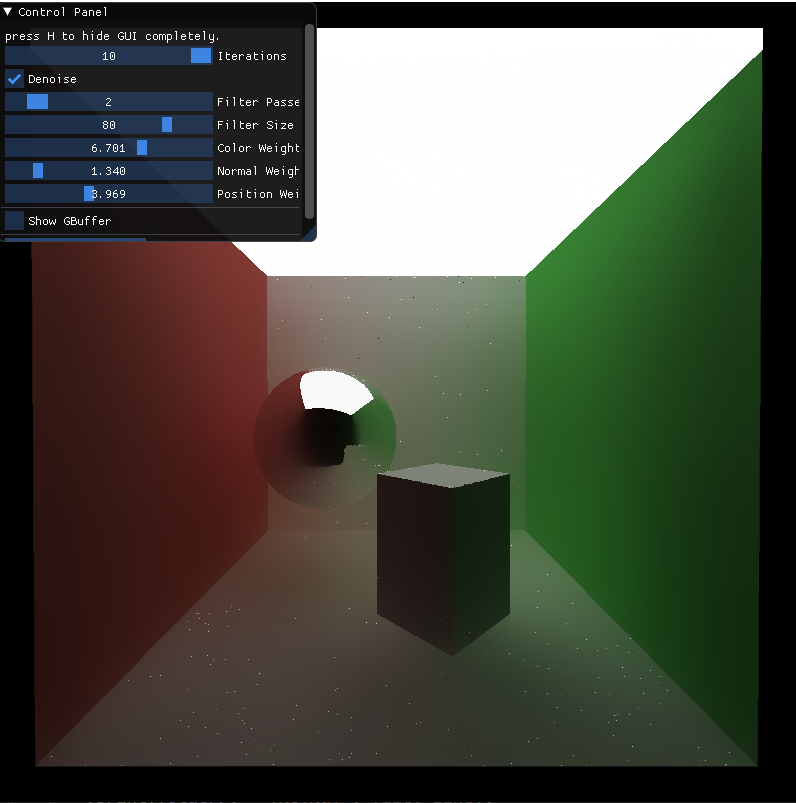 Control Panel
press H to hide GUI completely.
10 Iterations
Denoise
2 Filter Passe
80 Filter Size
6.701 Color Weight
1.340 Normal Weigh
3.969 Position Wei
Show GBuffer